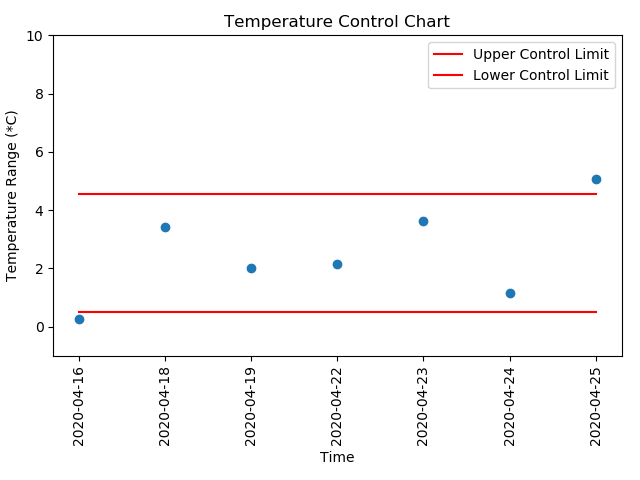 Temperature Control Chart
Upper Control Limit
Lower Control Limit
Temperature Range (*C)
10
8
6
4
2
0
2020-04-16
2020-04-18
2020-04-19
2020-04-22
2020-04-23
2020-04-24
2020-04-25
Time